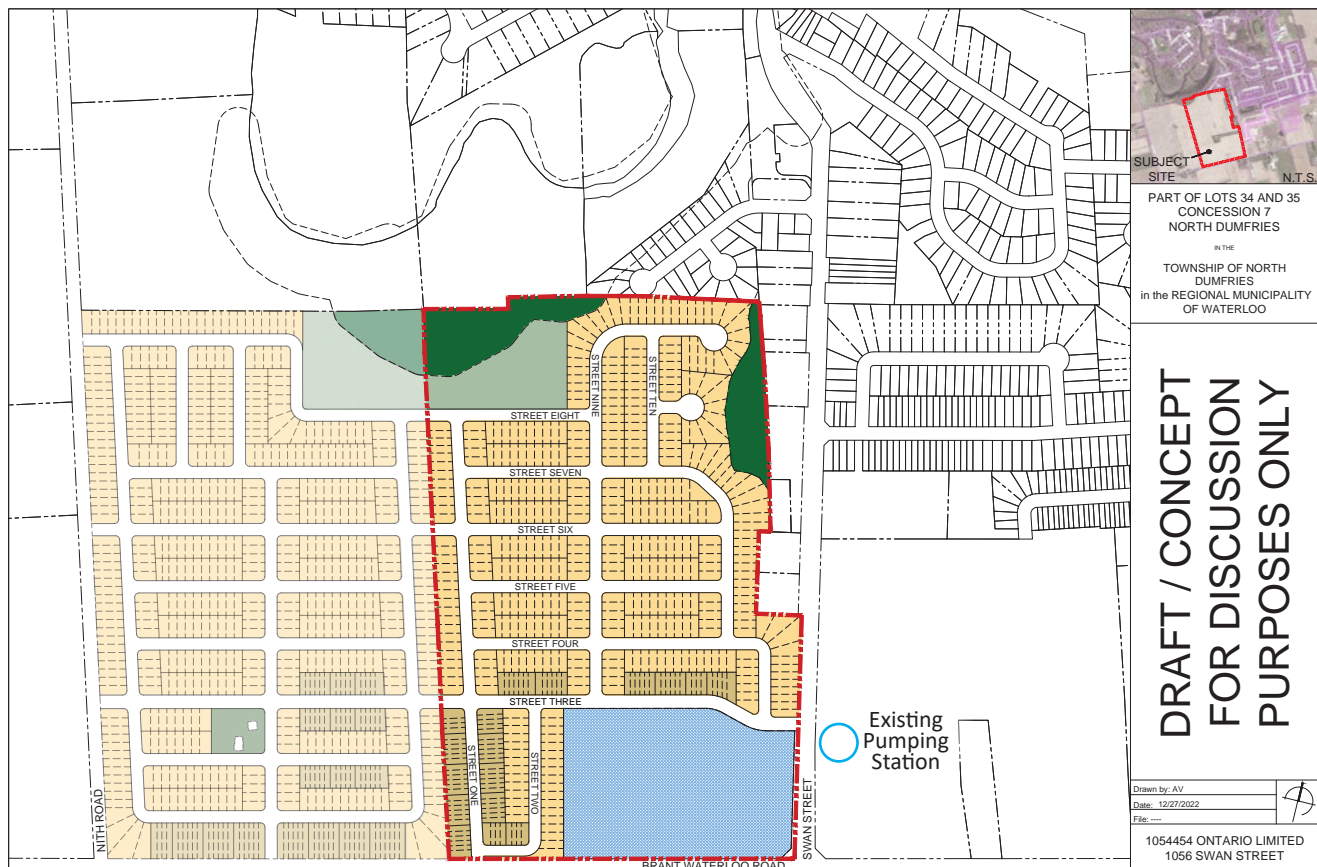 STREET NINE
STREET TEN
STREET EIGHT
STREET SEVEN
STREET SIX
STREET FIVE
STREET FOUR
STREET THREE
STREET ONE
STREET TWO
NITH ROAD
SWAN STREET
BRANT WATERLOO ROAD
Existing
Pumping
Station
SUBJECT
SITE
N.T.S.
PART OF LOTS 34 AND 35
CONCESSION 7
NORTH DUMFRIES
IN THE
TOWNSHIP OF NORTH
DUMFRIES
in the REGIONAL MUNICIPALITY
OF WATERLOO
DRAFT / CONCEPT
FOR DISCUSSION
PURPOSES ONLY
Drawn by: AV
Date: 12/27/2022
File: ----
1054454 ONTARIO LIMITED
1056 SWAN STREET